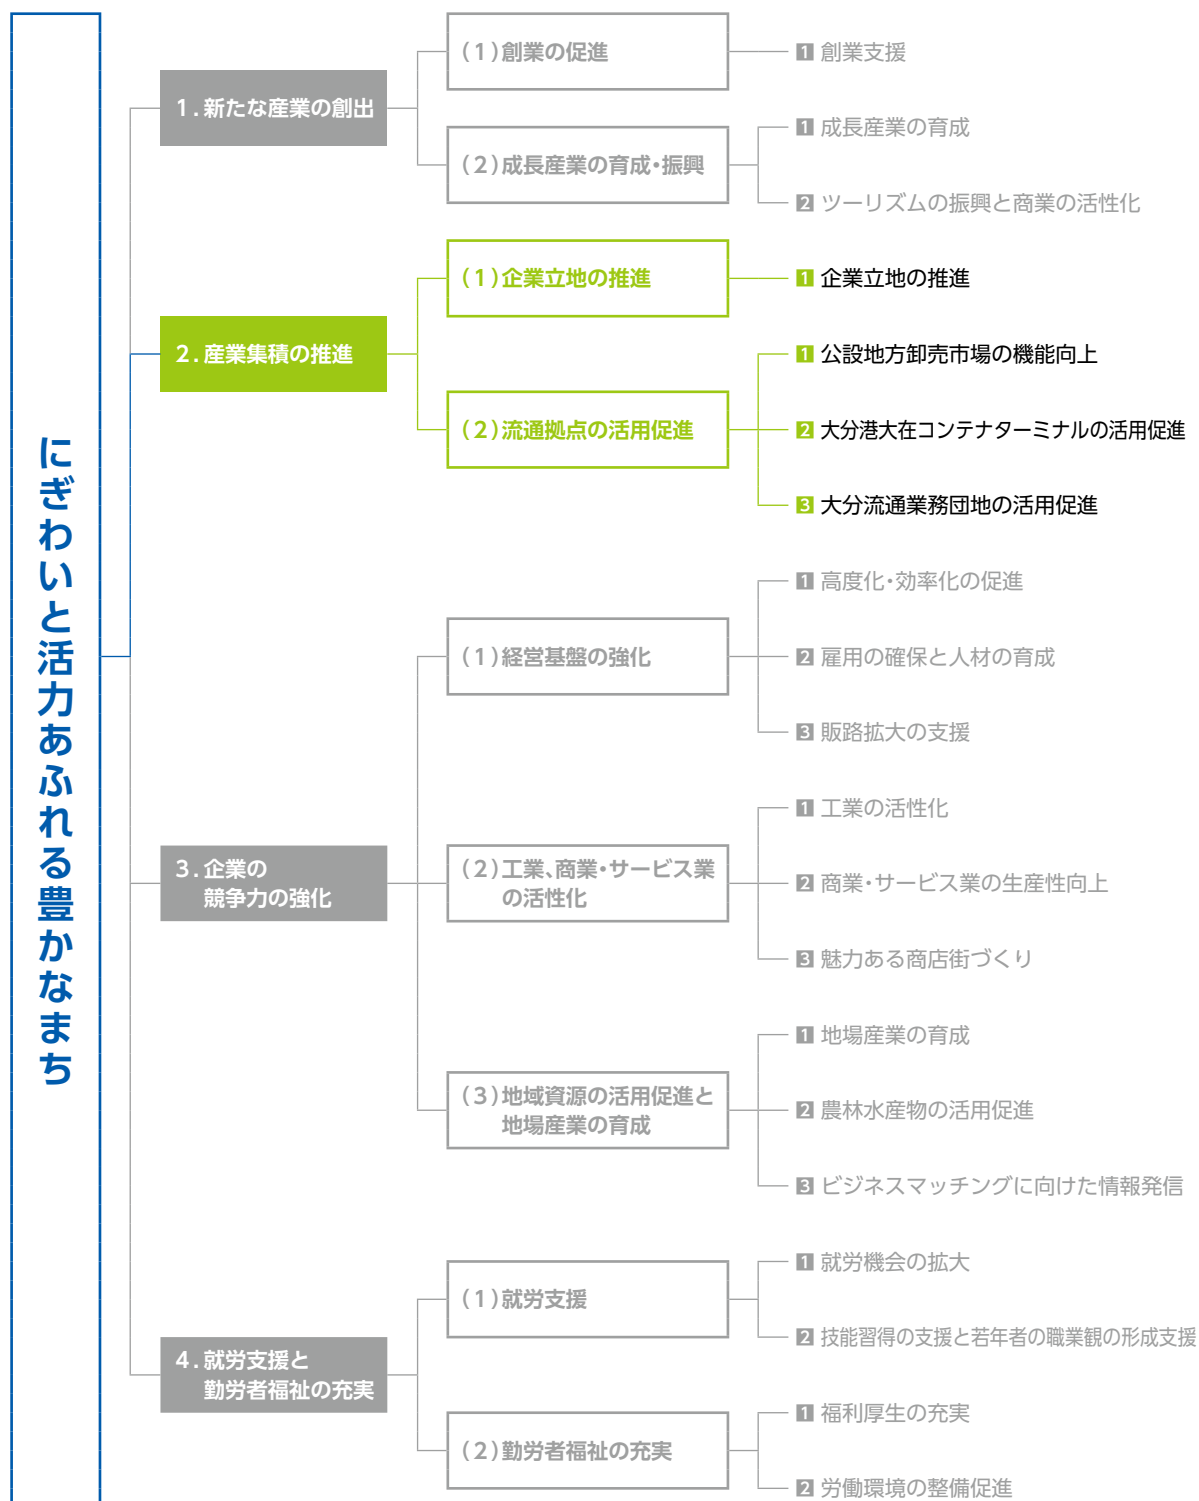 にぎわいと活力あふれる豊かなまち
1. 新たな産業の創出
(1)創業の促進
1 創業支援
(2)成長産業の育成・振興
1 成長産業の育成
2 ツーリズムの振興と商業の活性化
2. 産業集積の推進
(1)企業立地の推進
1 企業立地の推進
(2)流通拠点の活用促進
1 公設地方卸売市場の機能向上
2 大分港大在コンテナターミナルの活用促進
3 大分流通業務団地の活用促進
3. 企業の
競争力の強化
(1)経営基盤の強化
1 高度化・効率化の促進
2 雇用の確保と人材の育成
3 販路拡大の支援
(2)工業、商業・サービス業
の活性化
1 工業の活性化
2 商業・サービス業の生産性向上
3 魅力ある商店街づくり
(3)地域資源の活用促進と
地場産業の育成
1 地場産業の育成
2 農林水産物の活用促進
3 ビジネスマッチングに向けた情報発信
4. 就労支援と
勤労者福祉の充実
(1)就労支援
1 就労機会の拡大
2 技能習得の支援と若年者の職業観の形成支援
(2)勤労者福祉の充実
1 福利厚生の充実
2 労働環境の整備促進